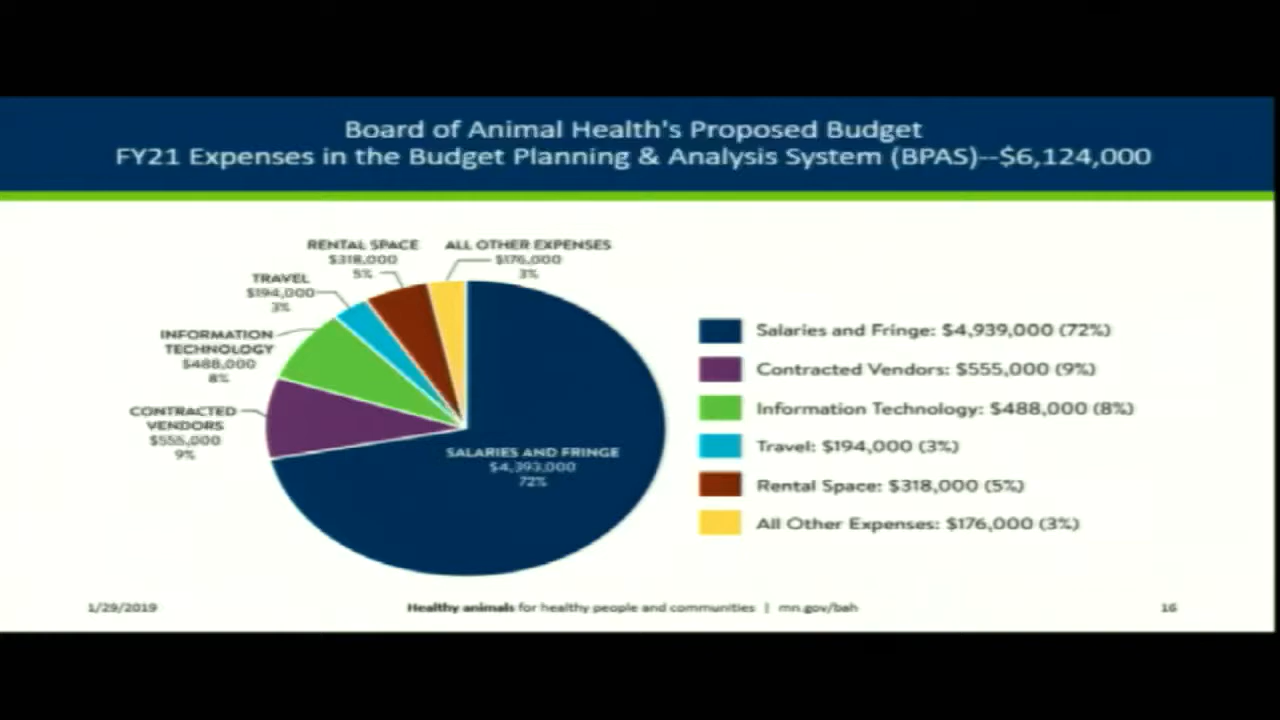 Board of Animal Health's Proposed Budget
FY21 Expenses in the Budget Planning & Analysis System (BPAS)--$6,124,000
RENTAL SPACE
$318,000
5%
ALL OTHER EXPENSES
$176,000
3%
TRAVEL
$194,000
3%
INFORMATION
TECHNOLOGY
$488,000
8%
CONTRACTED
VENDORS
$555,000
9%
SALARIES AND FRINGE
$4,393,000
72%
Salaries and Fringe: $4,939,000 (72%)
Contracted Vendors: $555,000 (9%)
Information Technology: $488,000 (8%)
Travel: $194,000 (3%)
Rental Space: $318,000 (5%)
All Other Expenses: $176,000 (3%)
1/29/2019
Healthy animals for healthy people and communities | mn.gov/bah
16